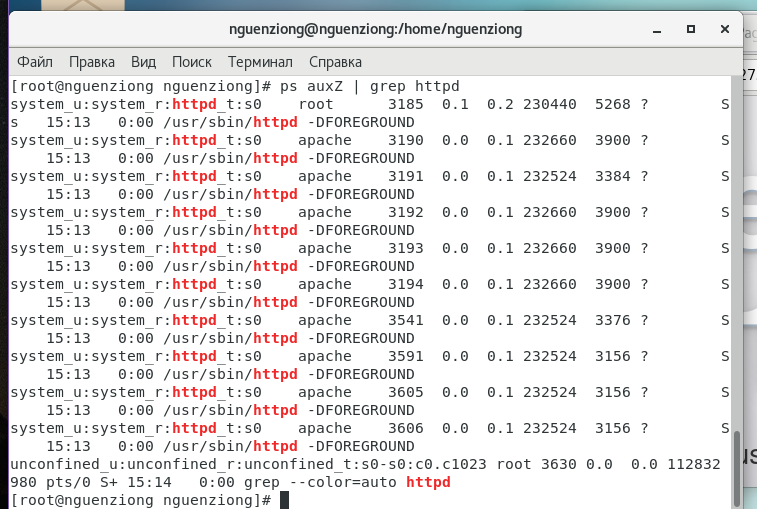 nguenziong@nguenziong:/home/nguenziong
Файл Правка Вид Поиск Терминал Справка
[root@nguenziong nguenziong]# ps auxZ | grep httpd
system_u:system_r:httpd_t:s0    root      3185  0.1  0.2 230440  5268 ?        S
s   15:13   0:00 /usr/sbin/httpd -DFOREGROUND
system_u:system_r:httpd_t:s0    apache    3190  0.0  0.1 232660  3900 ?        S
    15:13   0:00 /usr/sbin/httpd -DFOREGROUND
system_u:system_r:httpd_t:s0    apache    3191  0.0  0.1 232524  3384 ?        S
    15:13   0:00 /usr/sbin/httpd -DFOREGROUND
system_u:system_r:httpd_t:s0    apache    3192  0.0  0.1 232660  3900 ?        S
    15:13   0:00 /usr/sbin/httpd -DFOREGROUND
system_u:system_r:httpd_t:s0    apache    3193  0.0  0.1 232660  3900 ?        S
    15:13   0:00 /usr/sbin/httpd -DFOREGROUND
system_u:system_r:httpd_t:s0    apache    3194  0.0  0.1 232660  3900 ?        S
    15:13   0:00 /usr/sbin/httpd -DFOREGROUND
system_u:system_r:httpd_t:s0    apache    3541  0.0  0.1 232524  3376 ?        S
    15:13   0:00 /usr/sbin/httpd -DFOREGROUND
system_u:system_r:httpd_t:s0    apache    3591  0.0  0.1 232524  3156 ?        S
    15:13   0:00 /usr/sbin/httpd -DFOREGROUND
system_u:system_r:httpd_t:s0    apache    3605  0.0  0.1 232524  3156 ?        S
    15:13   0:00 /usr/sbin/httpd -DFOREGROUND
system_u:system_r:httpd_t:s0    apache    3606  0.0  0.1 232524  3156 ?        S
    15:13   0:00 /usr/sbin/httpd -DFOREGROUND
unconfined_u:unconfined_r:unconfined_t:s0-s0:c0.c1023 root 3630 0.0  0.0 112832
980 pts/0 S+ 15:14   0:00 grep --color=auto httpd
[root@nguenziong nguenziong]#